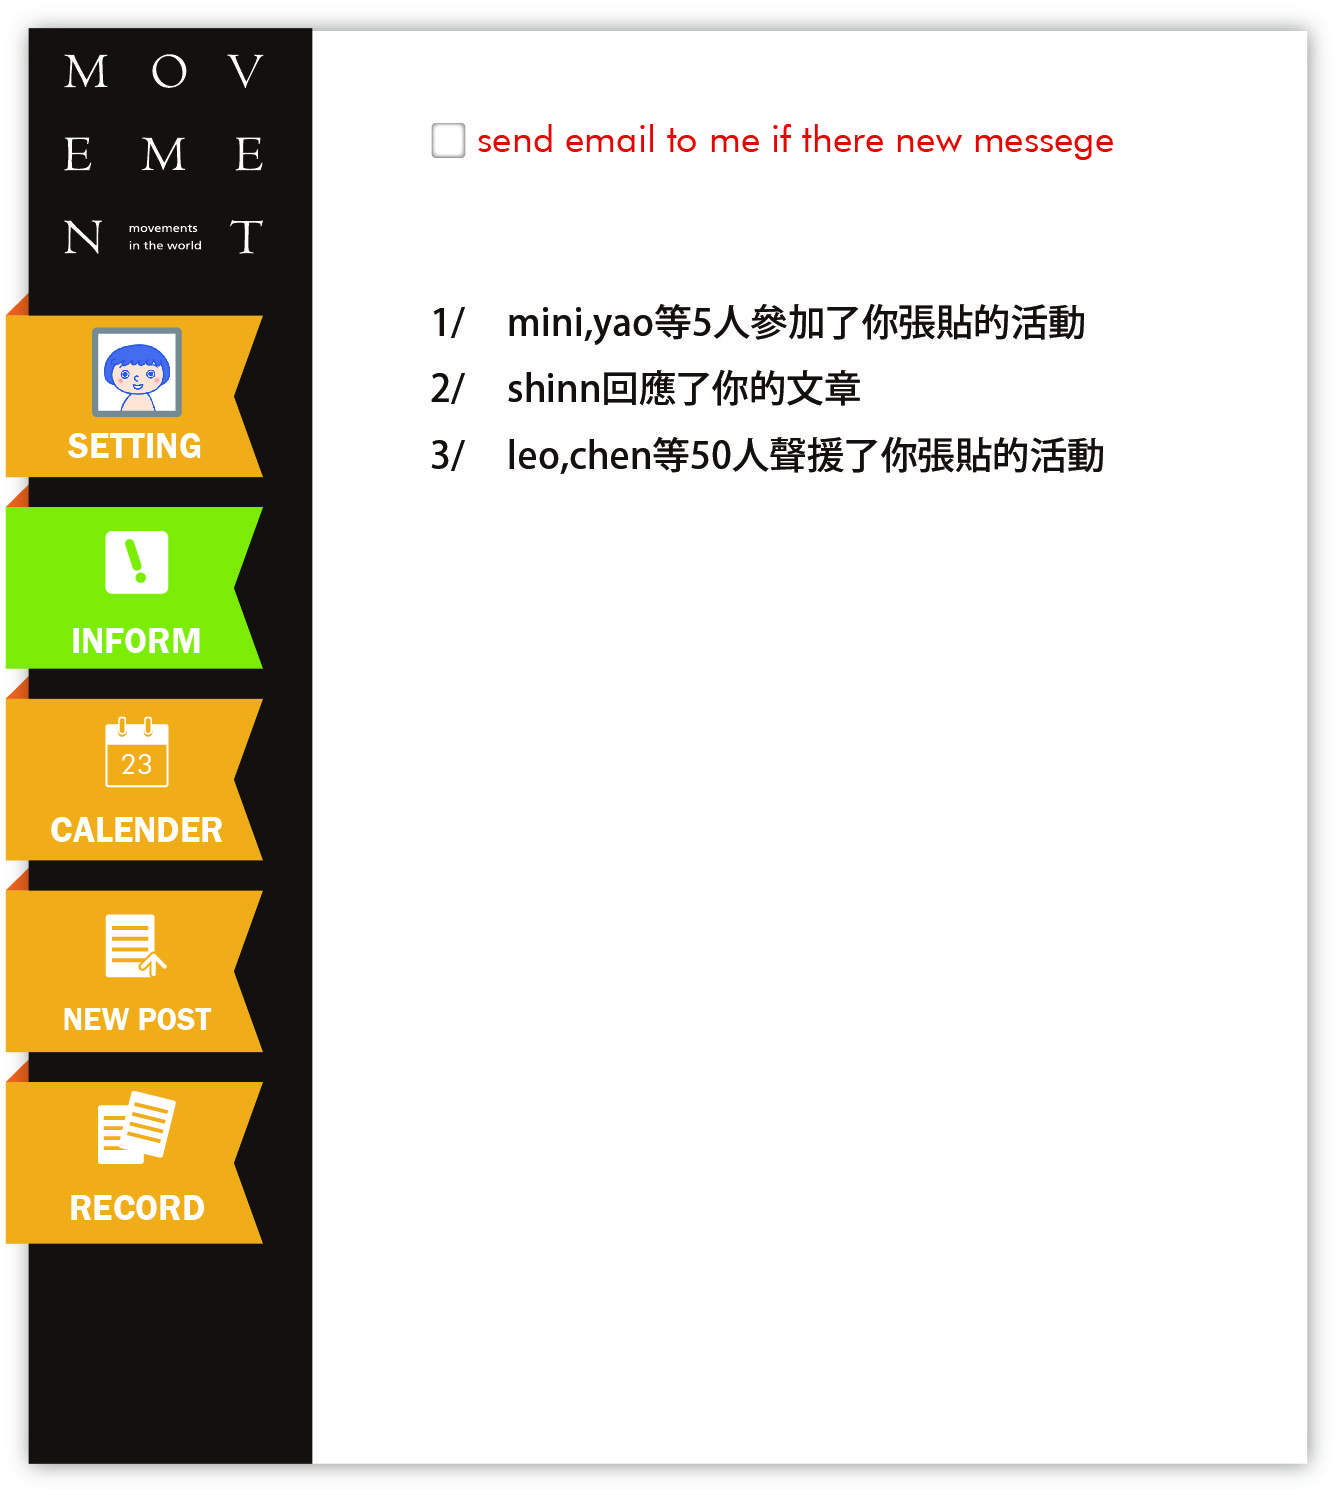 M O V
E M E
N movements in the world T
send email to me if there new messege
1/ mini,yao等5人參加了你張貼的活動
2/ shinn回應了你的文章
3/ leo,chen等50人聲援了你張貼的活動
SETTING
INFORM
23
CALENDER
NEW POST
RECORD